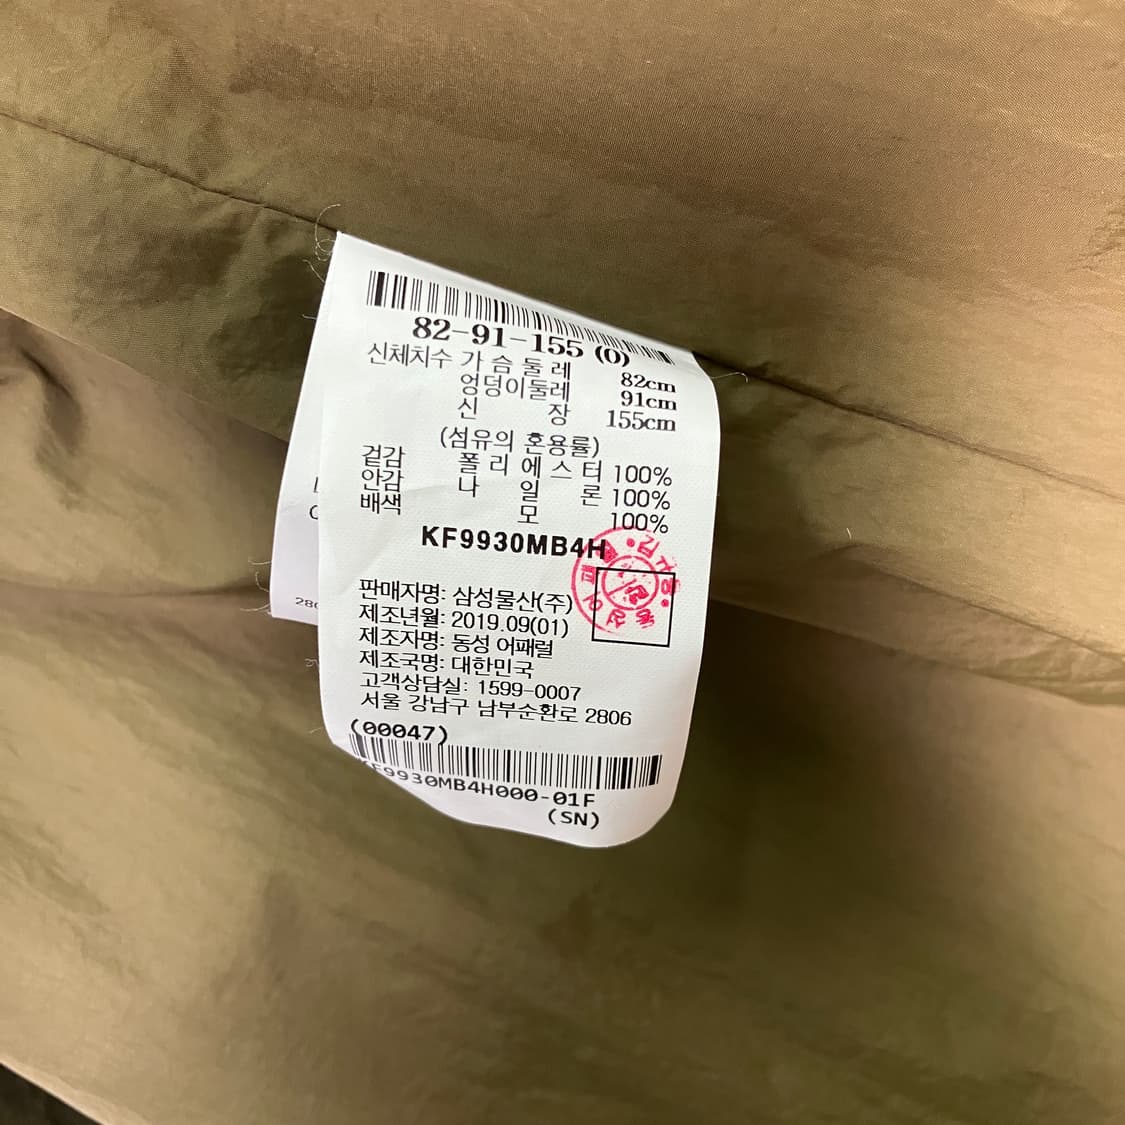 82-91-155 (0)
신체치수 가슴둘레 82cm
엉덩이둘레 91cm
신 장 155cm
(섬유의 혼용률)
겉감 폴리에스터 100%
안감 나일론 100%
배색 모 100%
KF9930MB4H
판매자명: 삼성물산(주)
제조년월: 2019.09(01)
제조자명: 동성 어패럴
제조국명: 대한민국
고객상담실: 1599-0007
서울 강남구 남부순환로 2806
(00047)
KF9930MB4H000-01F
(SN)